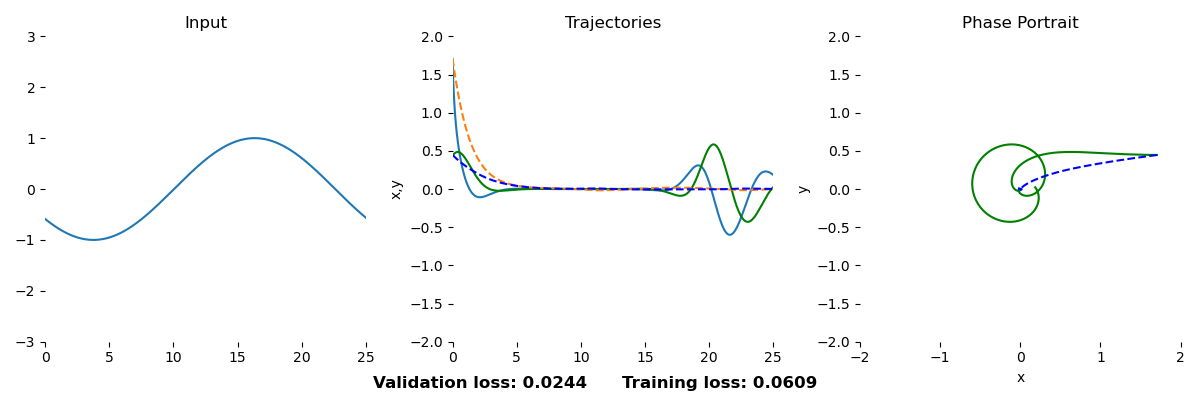 Input
3
2
1
0
−1
−2
−3
0 5 10 15 20 25
Trajectories
x,y
2.0
1.5
1.0
0.5
0.0
−0.5
−1.0
−1.5
−2.0
0 5 10 15 20 25
Phase Portrait
y
2.0
1.5
1.0
0.5
0.0
−0.5
−1.0
−1.5
−2.0
−2 −1 0 1 2
x
Validation loss: 0.0244 Training loss: 0.0609